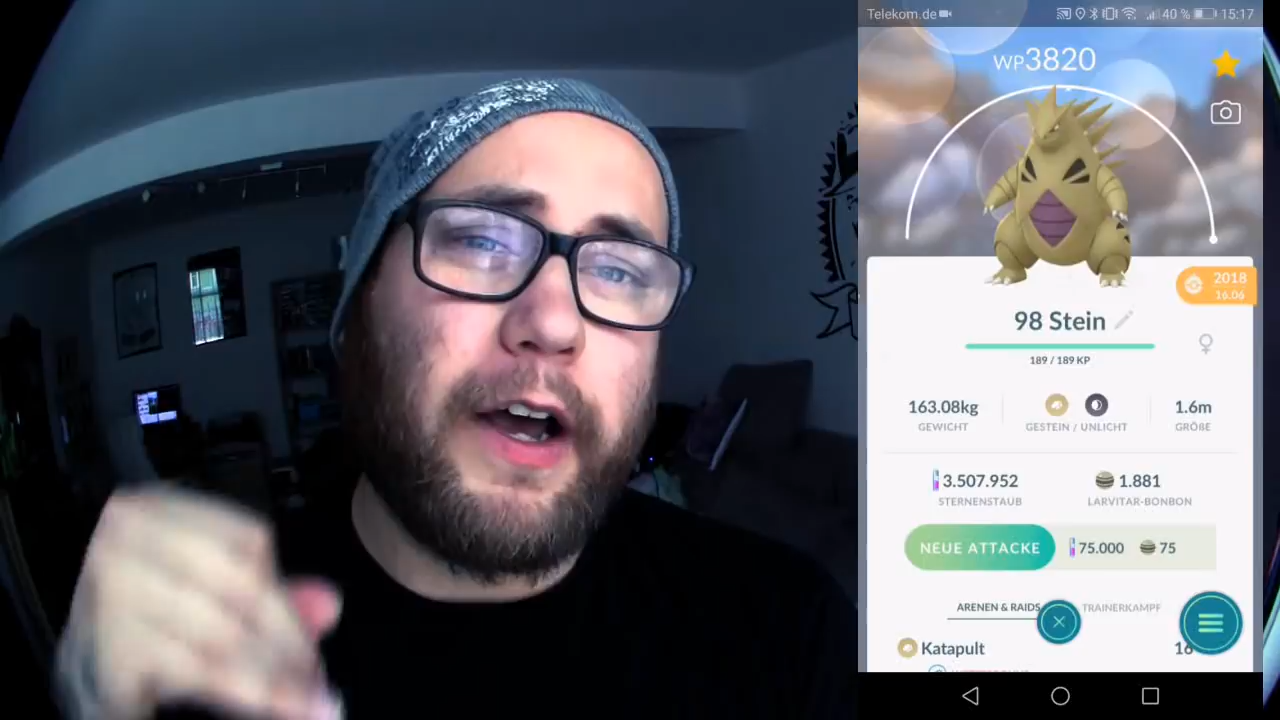 Telekom.de
40 % 15:17
WP3820
2018
16.06
98 Stein
189 / 189 KP
163.08kg
GEWICHT
GESTEIN / UNLICHT
1.6m
GRÖSSE
3.507.952
STERNENSTAUB
1.881
LARVITAR-BONBON
NEUE ATTACKE
75.000
75
ARENEN & RAIDS
TRAINERKAMPF
Katapult
16